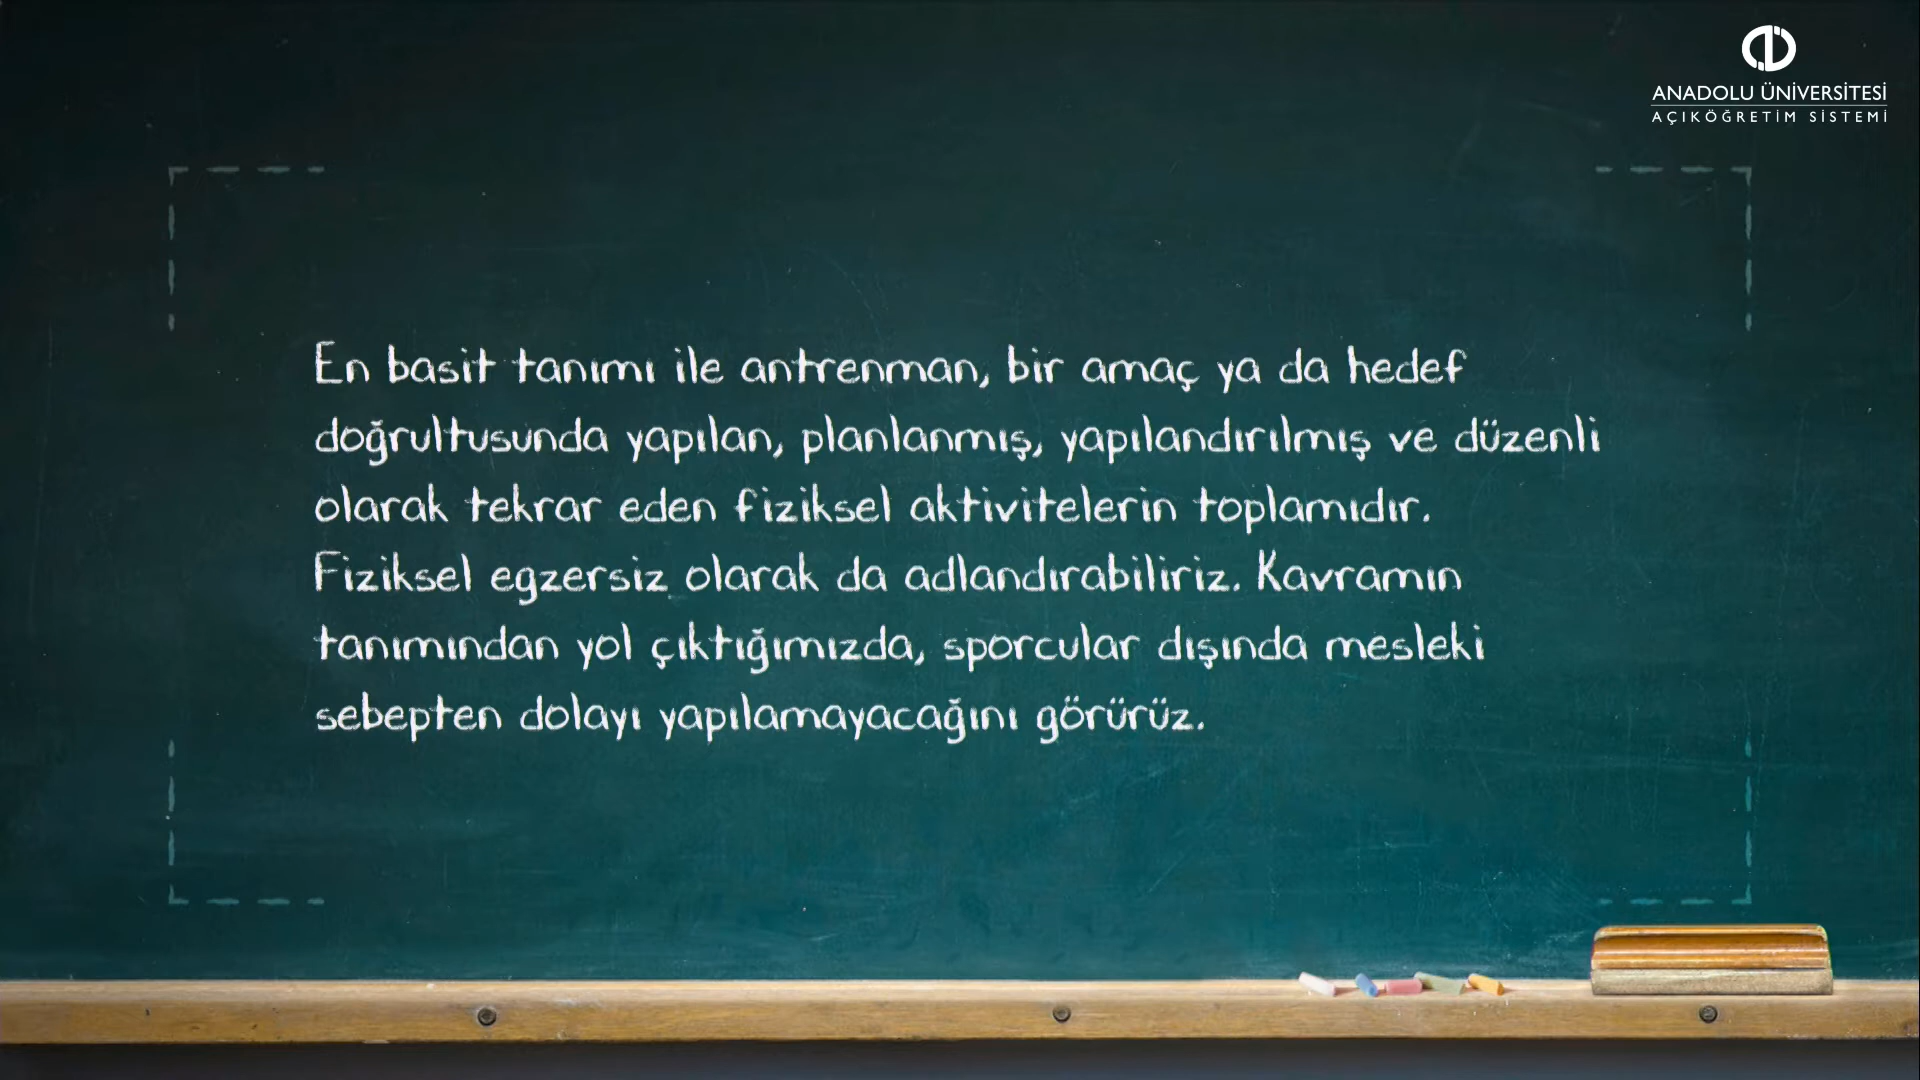 ANADOLU ÜNİVERSİTESİ
AÇIKÖĞRETİM SİSTEMİ
En basit tanımı ile antrenman, bir amaç ya da hedef
doğrultusunda yapılan, planlanmış, yapılandırılmış ve düzenli
olarak tekrar eden fiziksel aktivitelerin toplamıdır.
Fiziksel egzersiz olarak da adlandırabiliriz. Kavramın
tanımından yol çıktığımızda, sporcular dışında mesleki
sebepten dolayı yapılamayacağını görürüz.